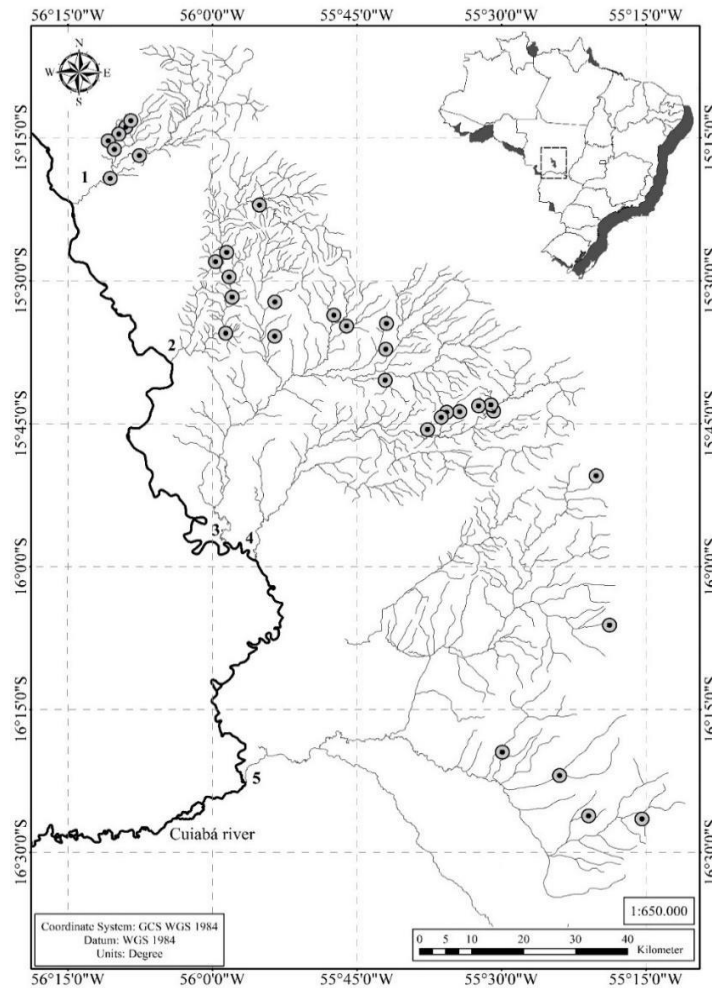 56°15'0"W 56°0'0"W 55°45'0"W 55°30'0"W 55°15'0"W
N
W E
S
15°15'0"S 15°15'0"S
1
15°30'0"S 15°30'0"S
2
15°45'0"S 15°45'0"S
3 4
16°0'0"S 16°0'0"S
16°15'0"S 16°15'0"S
5
Cuiabá river
16°30'0"S 16°30'0"S
1:650.000
Coordinate System: GCS WGS 1984
Datum: WGS 1984
Units: Degree
0 5 10 20 30 40
Kilometer
56°15'0"W 56°0'0"W 55°45'0"W 55°30'0"W 55°15'0"W